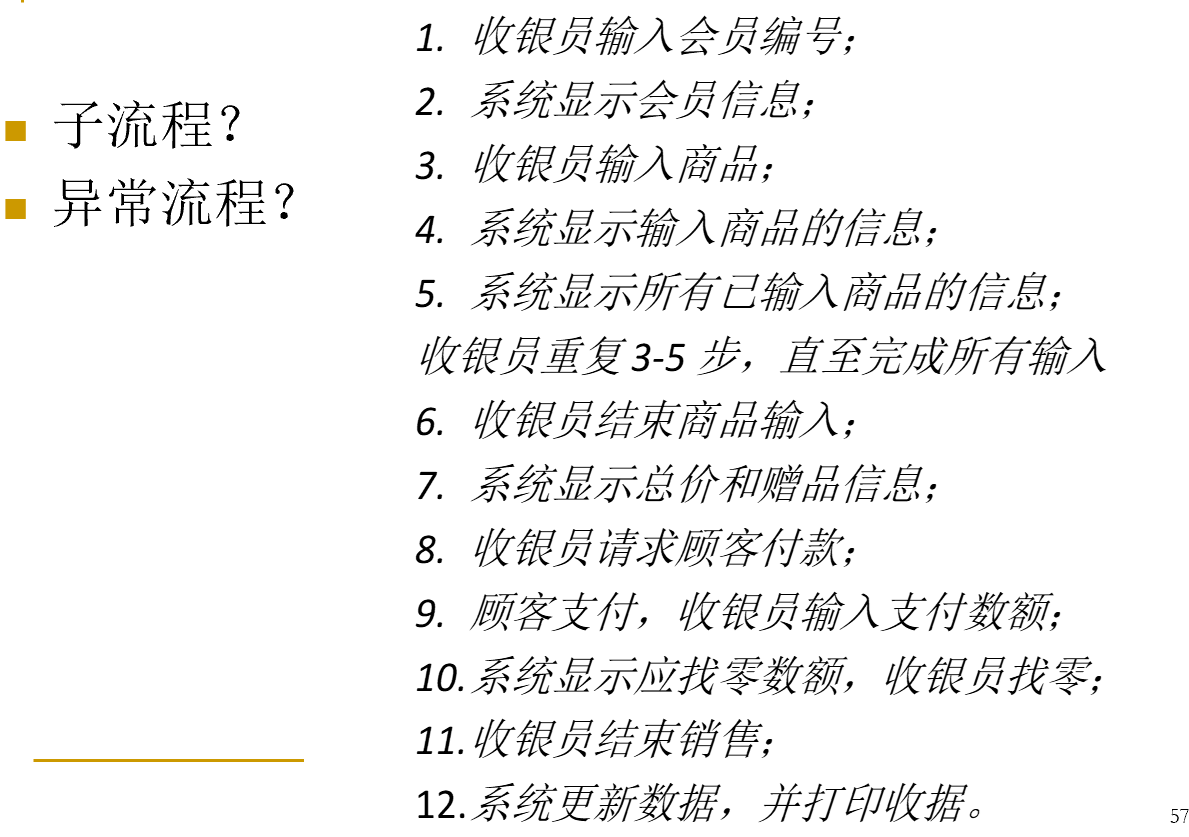 子流程？
异常流程？
1. 收银员输入会员编号；
2. 系统显示会员信息；
3. 收银员输入商品；
4. 系统显示输入商品的信息；
5. 系统显示所有已输入商品的信息；
收银员重复3-5 步，直至完成所有输入
6. 收银员结束商品输入；
7. 系统显示总价和赠品信息；
8. 收银员请求顾客付款；
9. 顾客支付，收银员输入支付数额；
10.系统显示应找零数额，收银员找零；
11.收银员结束销售；
12.系统更新数据，并打印收据。
57